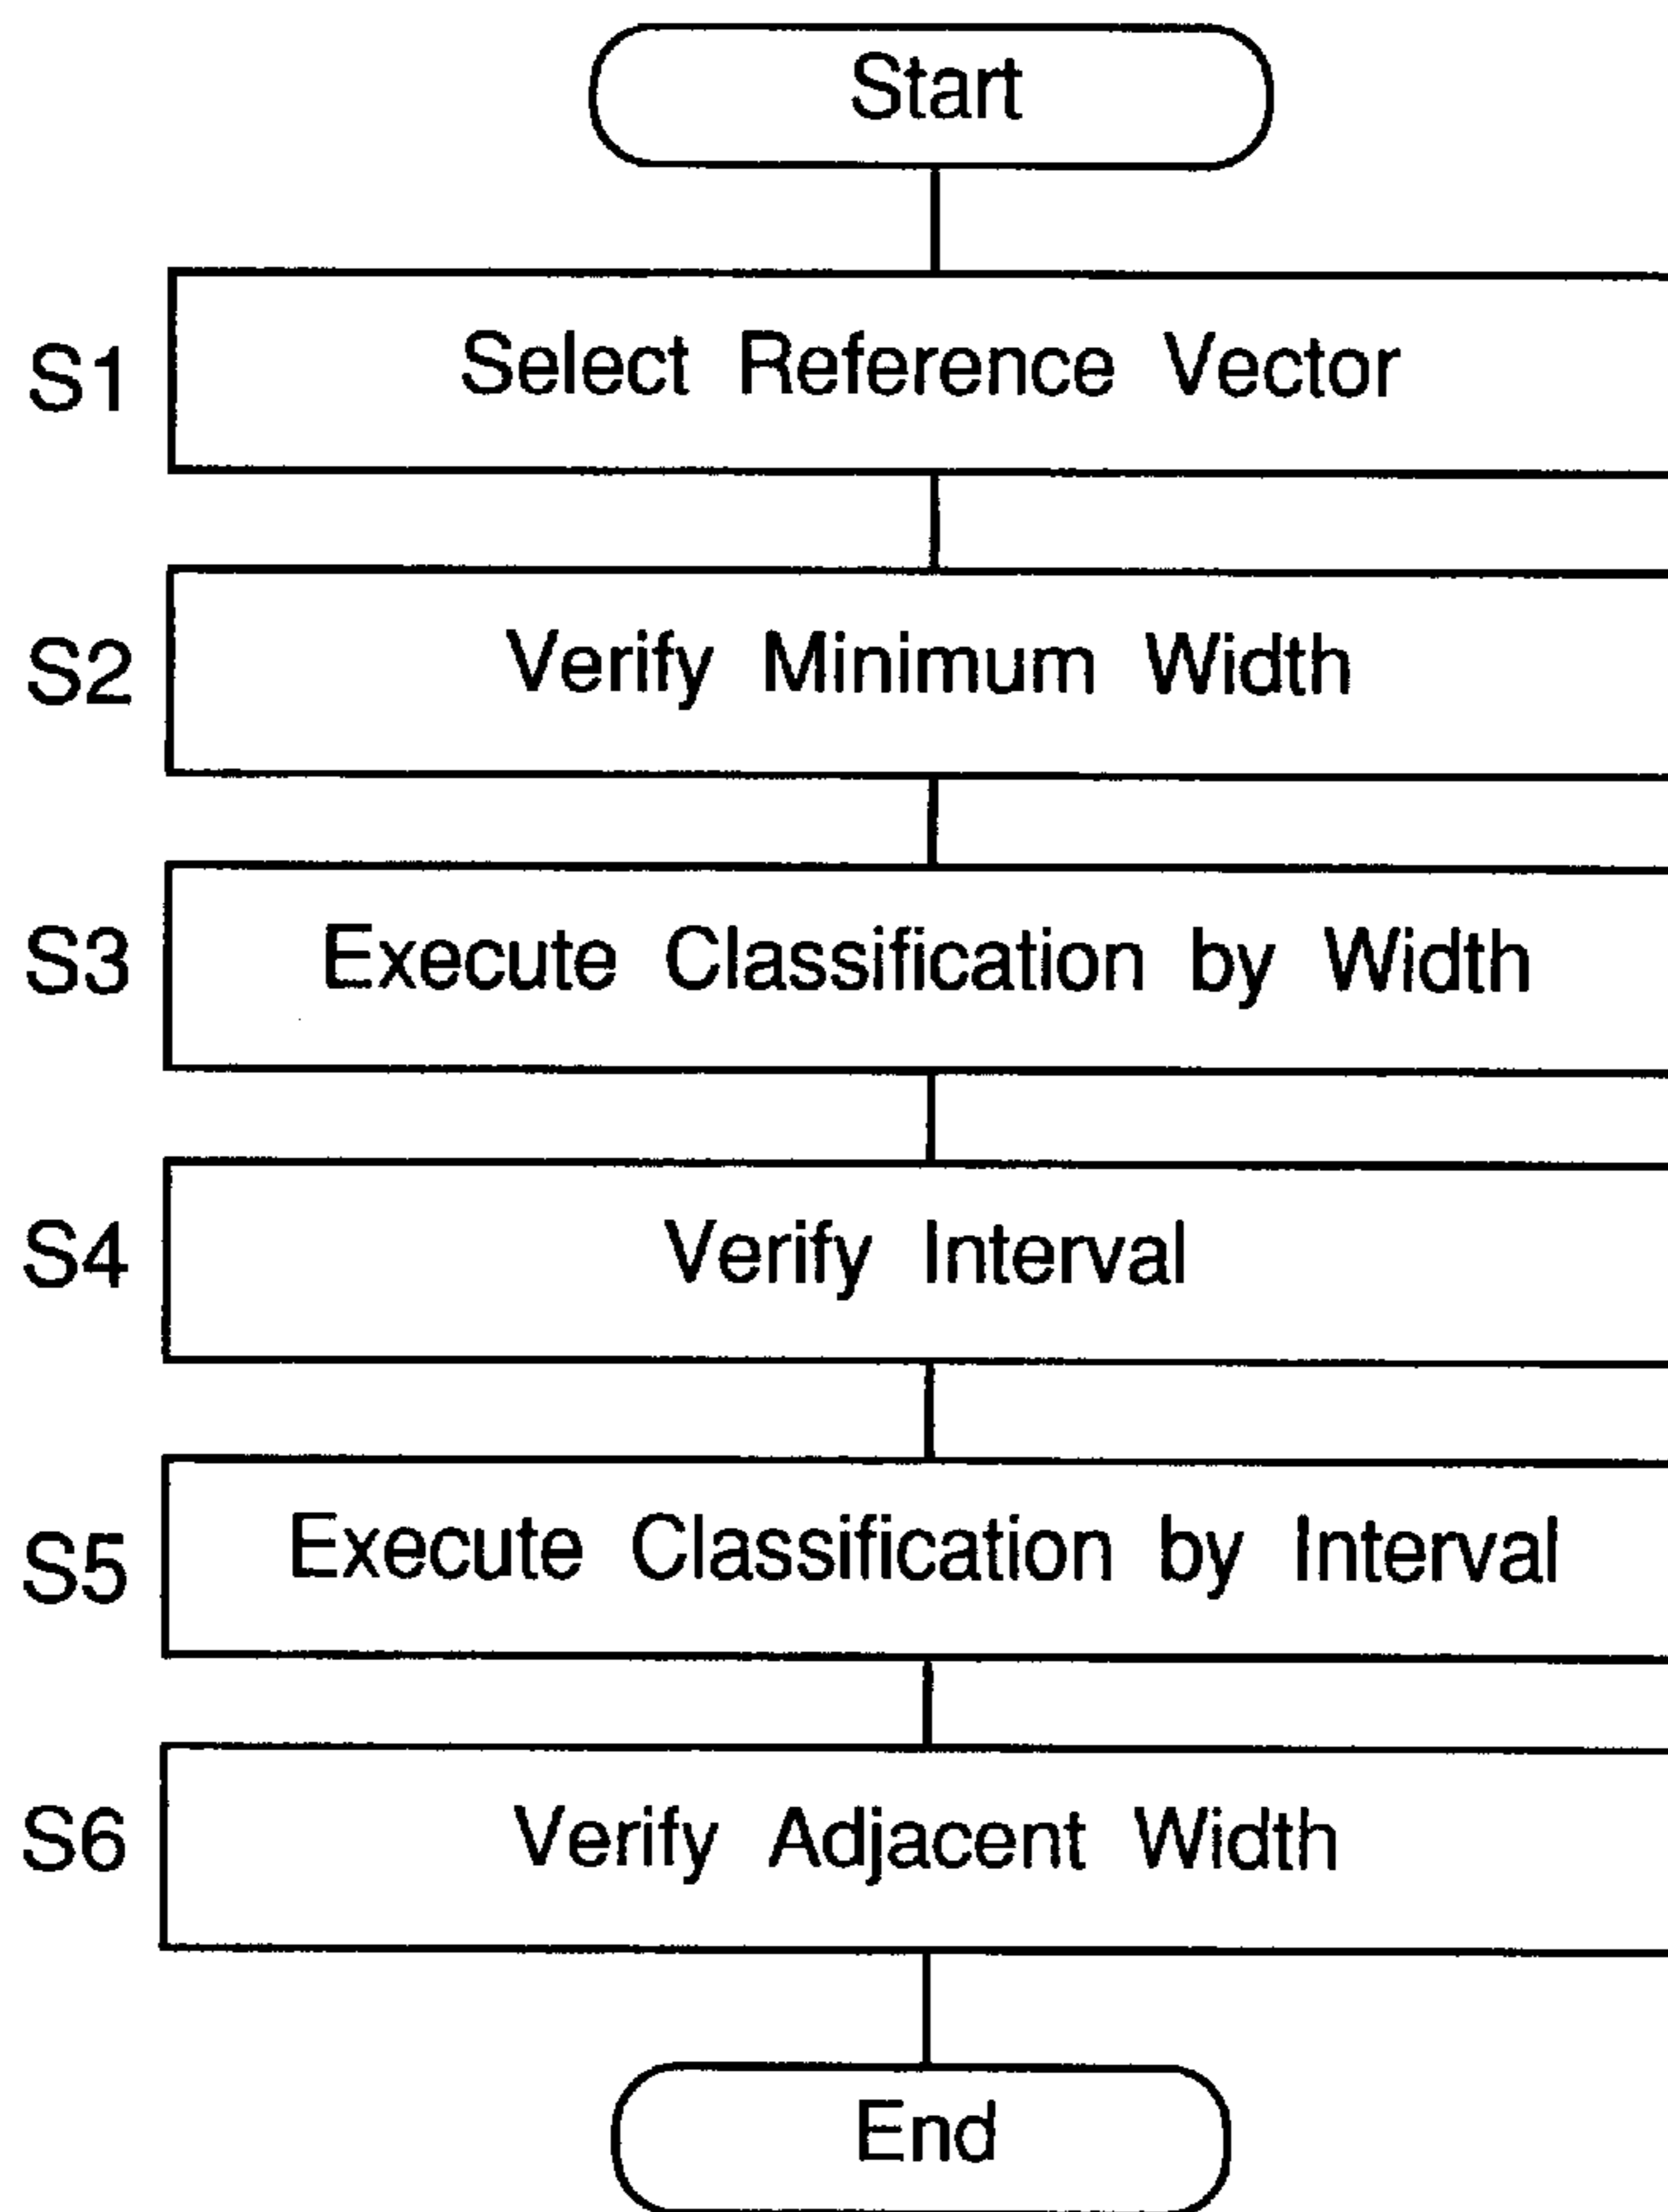 Start
S1 Select Reference Vector
S2 Verify Minimum Width
S3 Execute Classification by Width
S4 Verify Interval
S5 Execute Classification by Interval
S6 Verify Adjacent Width
End